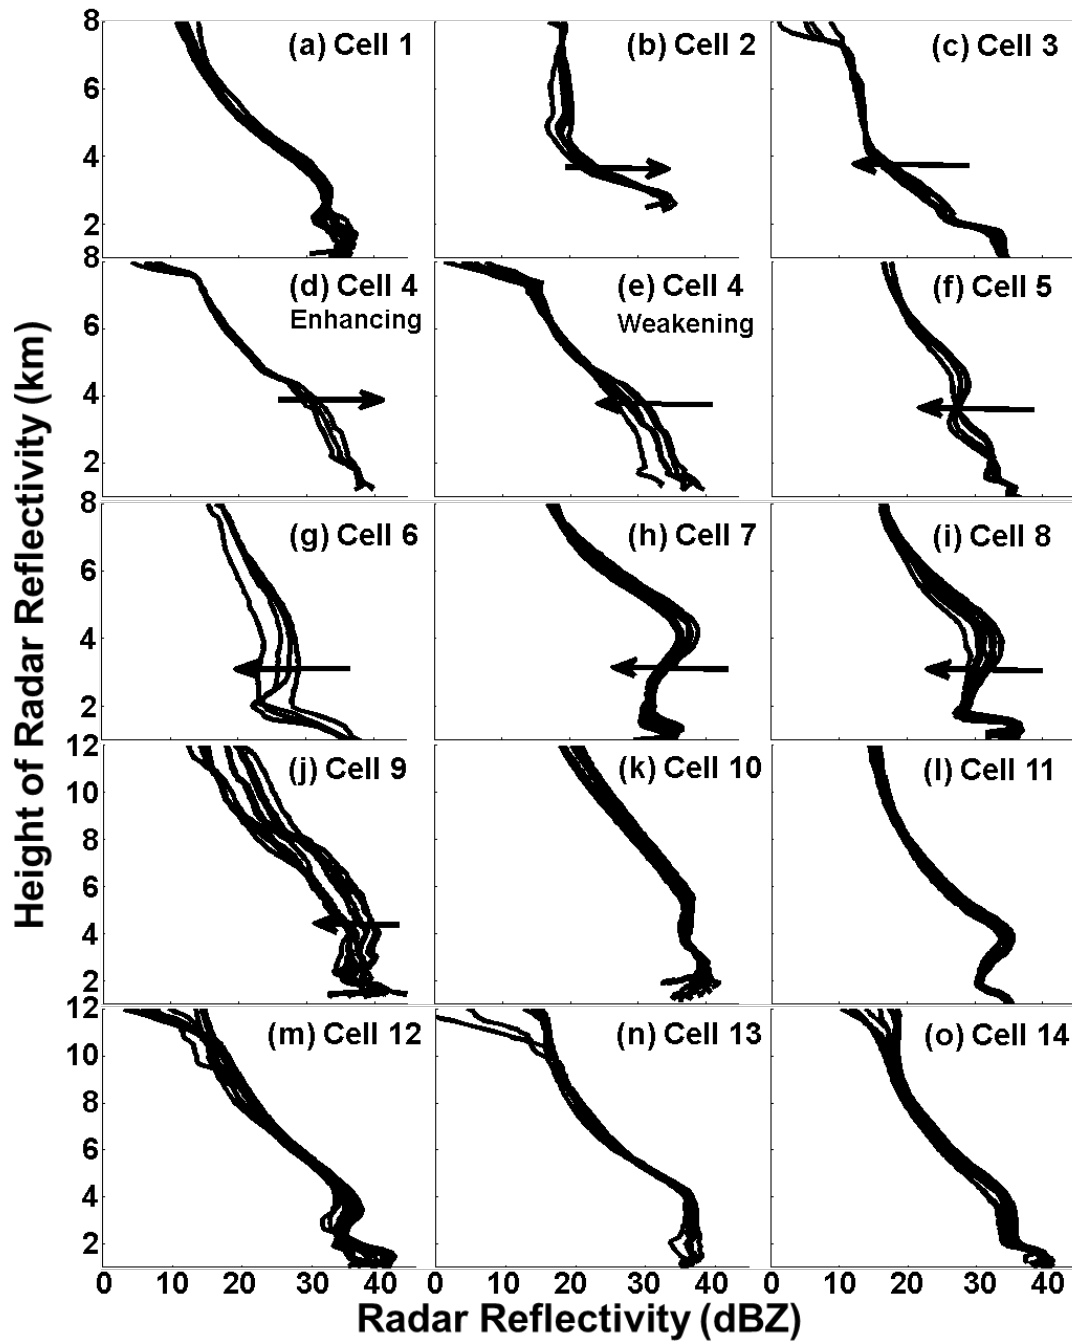 8
(a) Cell 1
(b) Cell 2
(c) Cell 3
6
4
2
8
(d) Cell 4
Enhancing
(e) Cell 4
Weakening
(f) Cell 5
6
4
2
8
(g) Cell 6
(h) Cell 7
(i) Cell 8
6
4
2
12
(j) Cell 9
(k) Cell 10
(l) Cell 11
10
8
6
4
2
12
(m) Cell 12
(n) Cell 13
(o) Cell 14
10
8
6
4
2
0 10 20 30 40 0 10 20 30 40 0 10 20 30 40
Height of Radar Reflectivity (km)
Radar Reflectivity (dBZ)